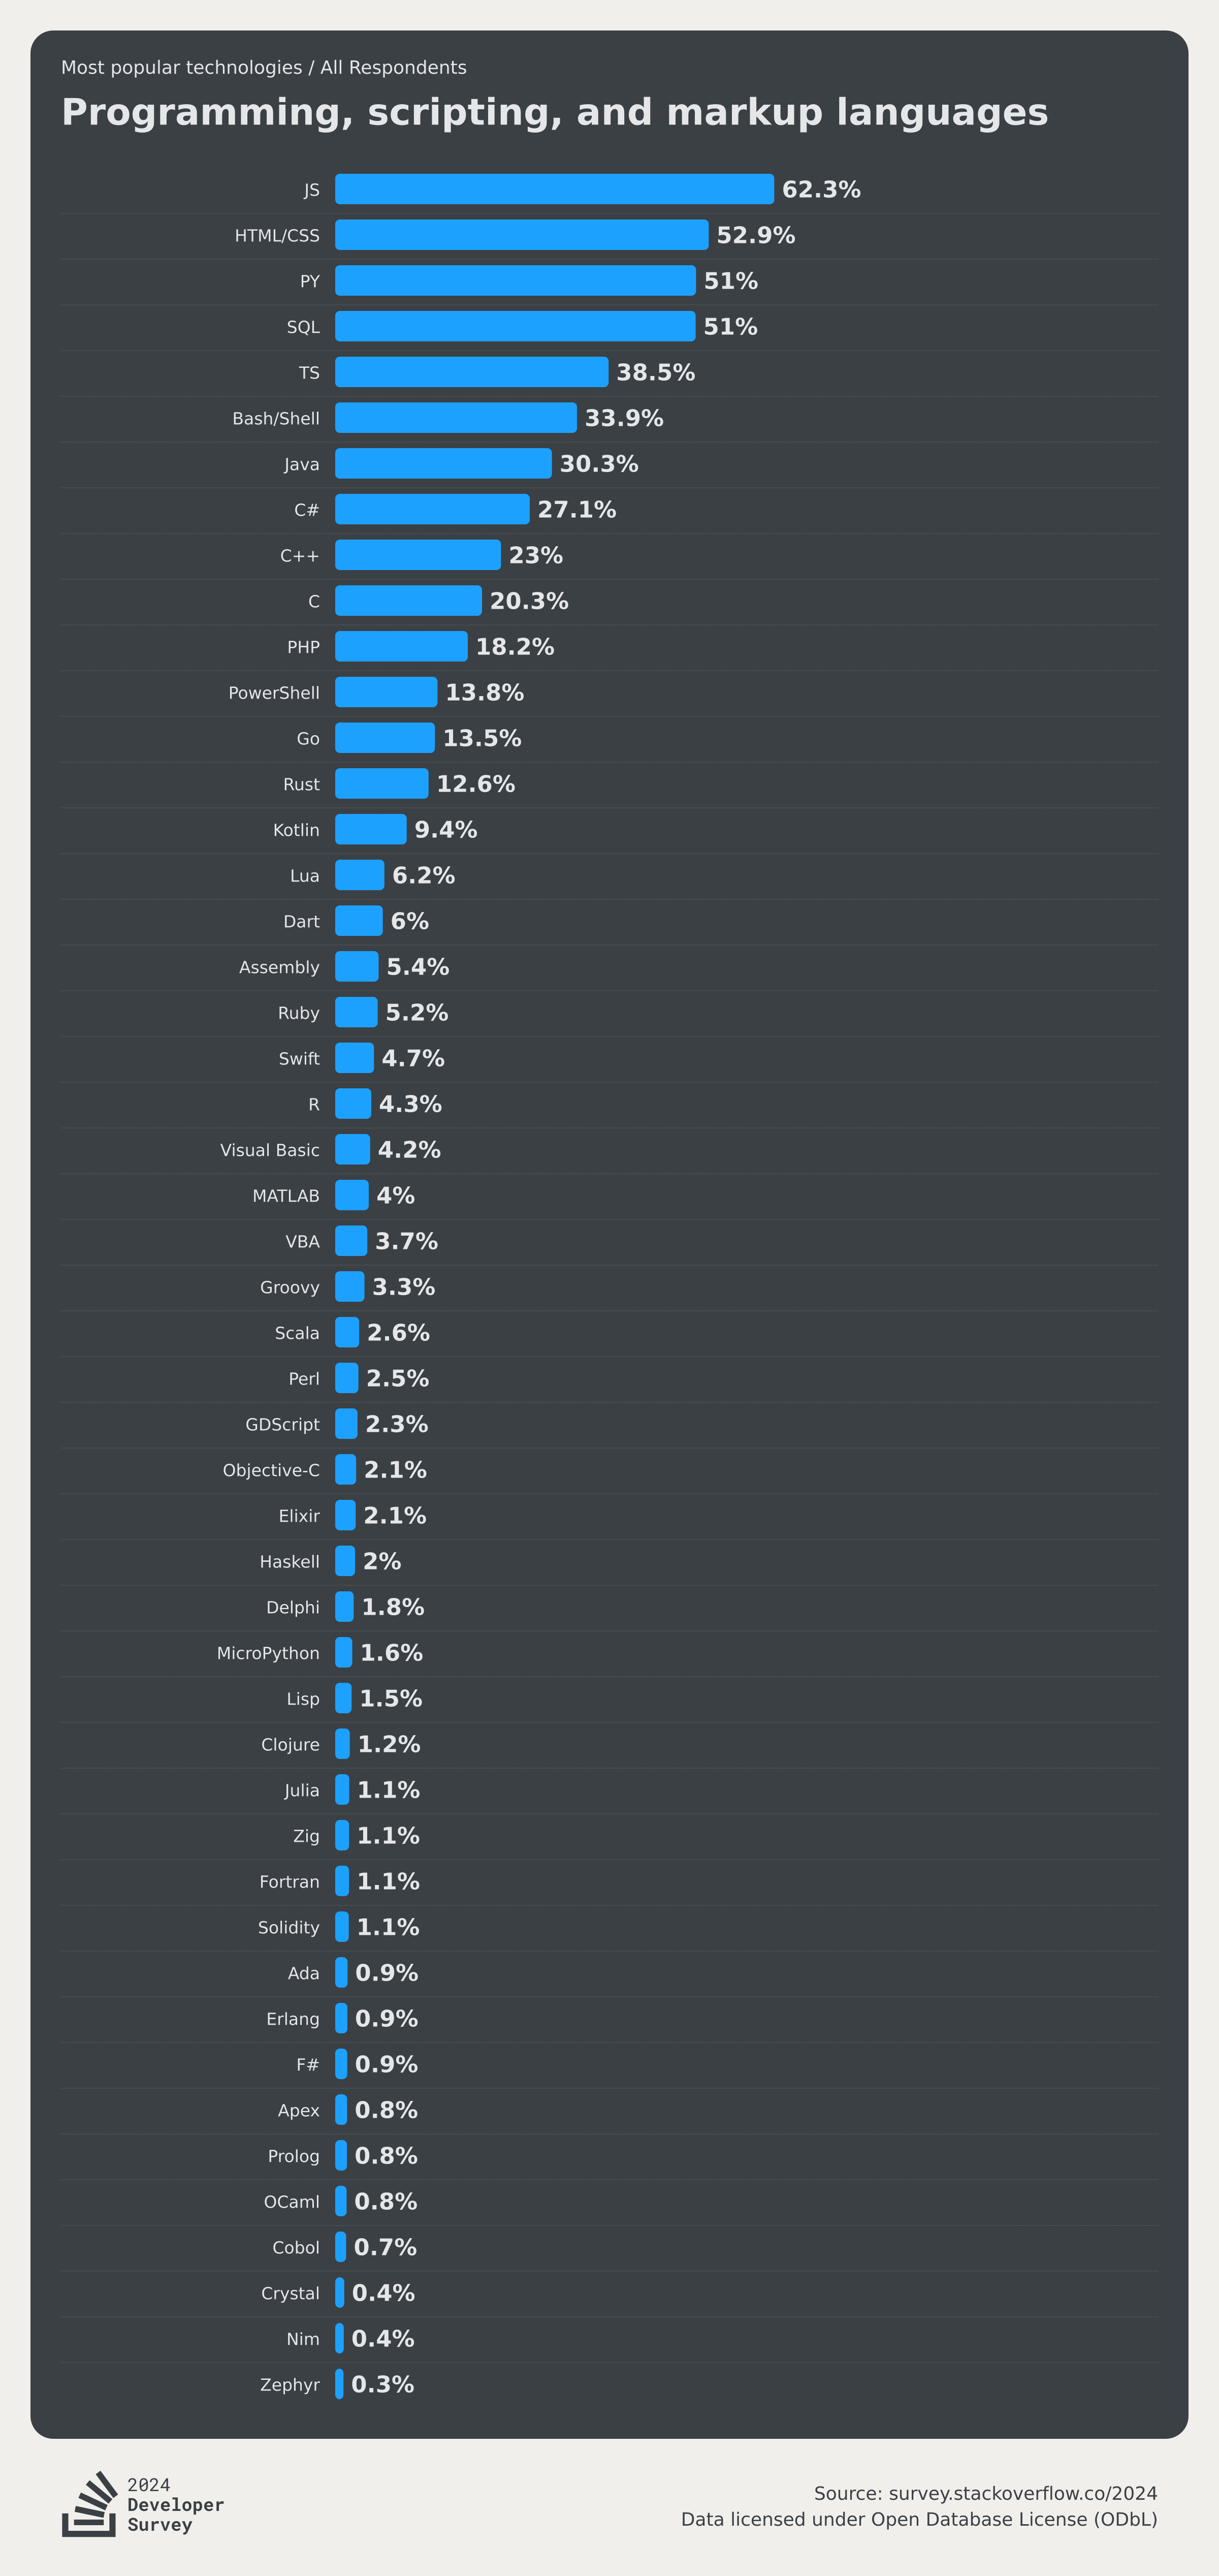 Most popular technologies / All Respondents
Programming, scripting, and markup languages
JS 62.3%
HTML/CSS 52.9%
PY 51%
SQL 51%
TS 38.5%
Bash/Shell 33.9%
Java 30.3%
C# 27.1%
C++ 23%
C 20.3%
PHP 18.2%
PowerShell 13.8%
Go 13.5%
Rust 12.6%
Kotlin 9.4%
Lua 6.2%
Dart 6%
Assembly 5.4%
Ruby 5.2%
Swift 4.7%
R 4.3%
Visual Basic 4.2%
MATLAB 4%
VBA 3.7%
Groovy 3.3%
Scala 2.6%
Perl 2.5%
GDScript 2.3%
Objective-C 2.1%
Elixir 2.1%
Haskell 2%
Delphi 1.8%
MicroPython 1.6%
Lisp 1.5%
Clojure 1.2%
Julia 1.1%
Zig 1.1%
Fortran 1.1%
Solidity 1.1%
Ada 0.9%
Erlang 0.9%
F# 0.9%
Apex 0.8%
Prolog 0.8%
OCaml 0.8%
Cobol 0.7%
Crystal 0.4%
Nim 0.4%
Zephyr 0.3%
2024
Developer
Survey
Source: survey.stackoverflow.co/2024
Data licensed under Open Database License (ODbL)